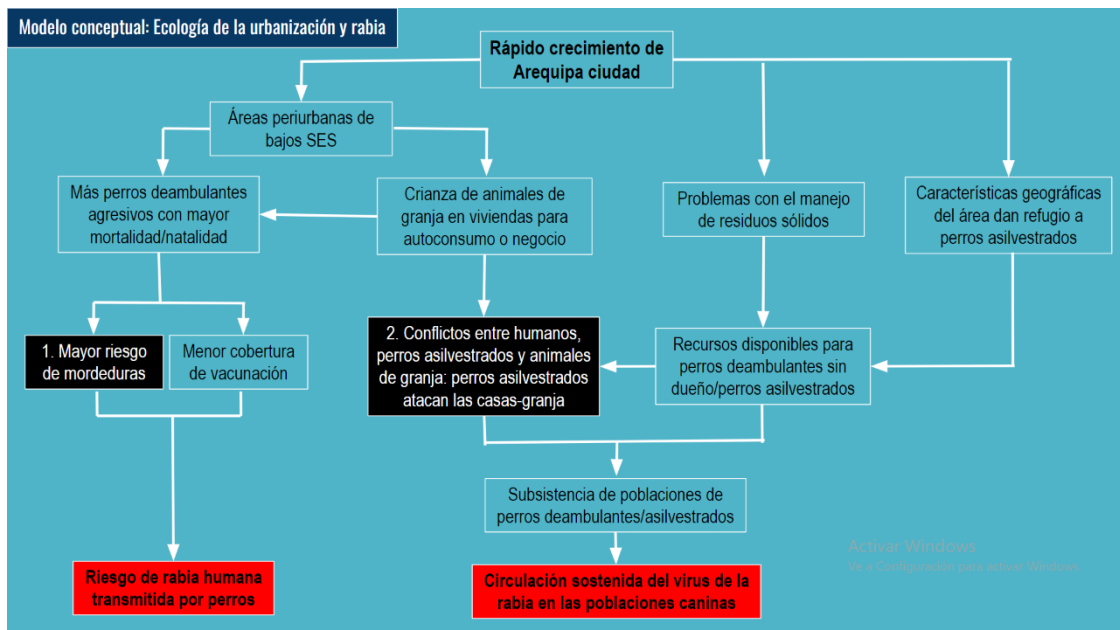 Modelo conceptual: Ecología de la urbanización y rabia
Rápido crecimiento de
Arequipa ciudad
Áreas periurbanas de
bajos SES
Más perros deambulantes
agresivos con mayor
mortalidad/natalidad
Crianza de animales de
granja en viviendas para
autoconsumo o negocio
Problemas con el manejo
de residuos sólidos
Características geográficas
del área dan refugio a
perros asilvestrados
1. Mayor riesgo
de mordeduras
Menor cobertura
de vacunación
2. Conflictos entre humanos,
perros asilvestrados y animales
de granja: perros asilvestrados
atacan las casas-granja
Recursos disponibles para
perros deambulantes sin
dueño/perros asilvestrados
Subsistencia de poblaciones de
perros deambulantes/asilvestrados
Activar Windows
Ve a Configuración para activar Windows.
Riesgo de rabia humana
transmitida por perros
Circulación sostenida del virus de la
rabia en las poblaciones caninas